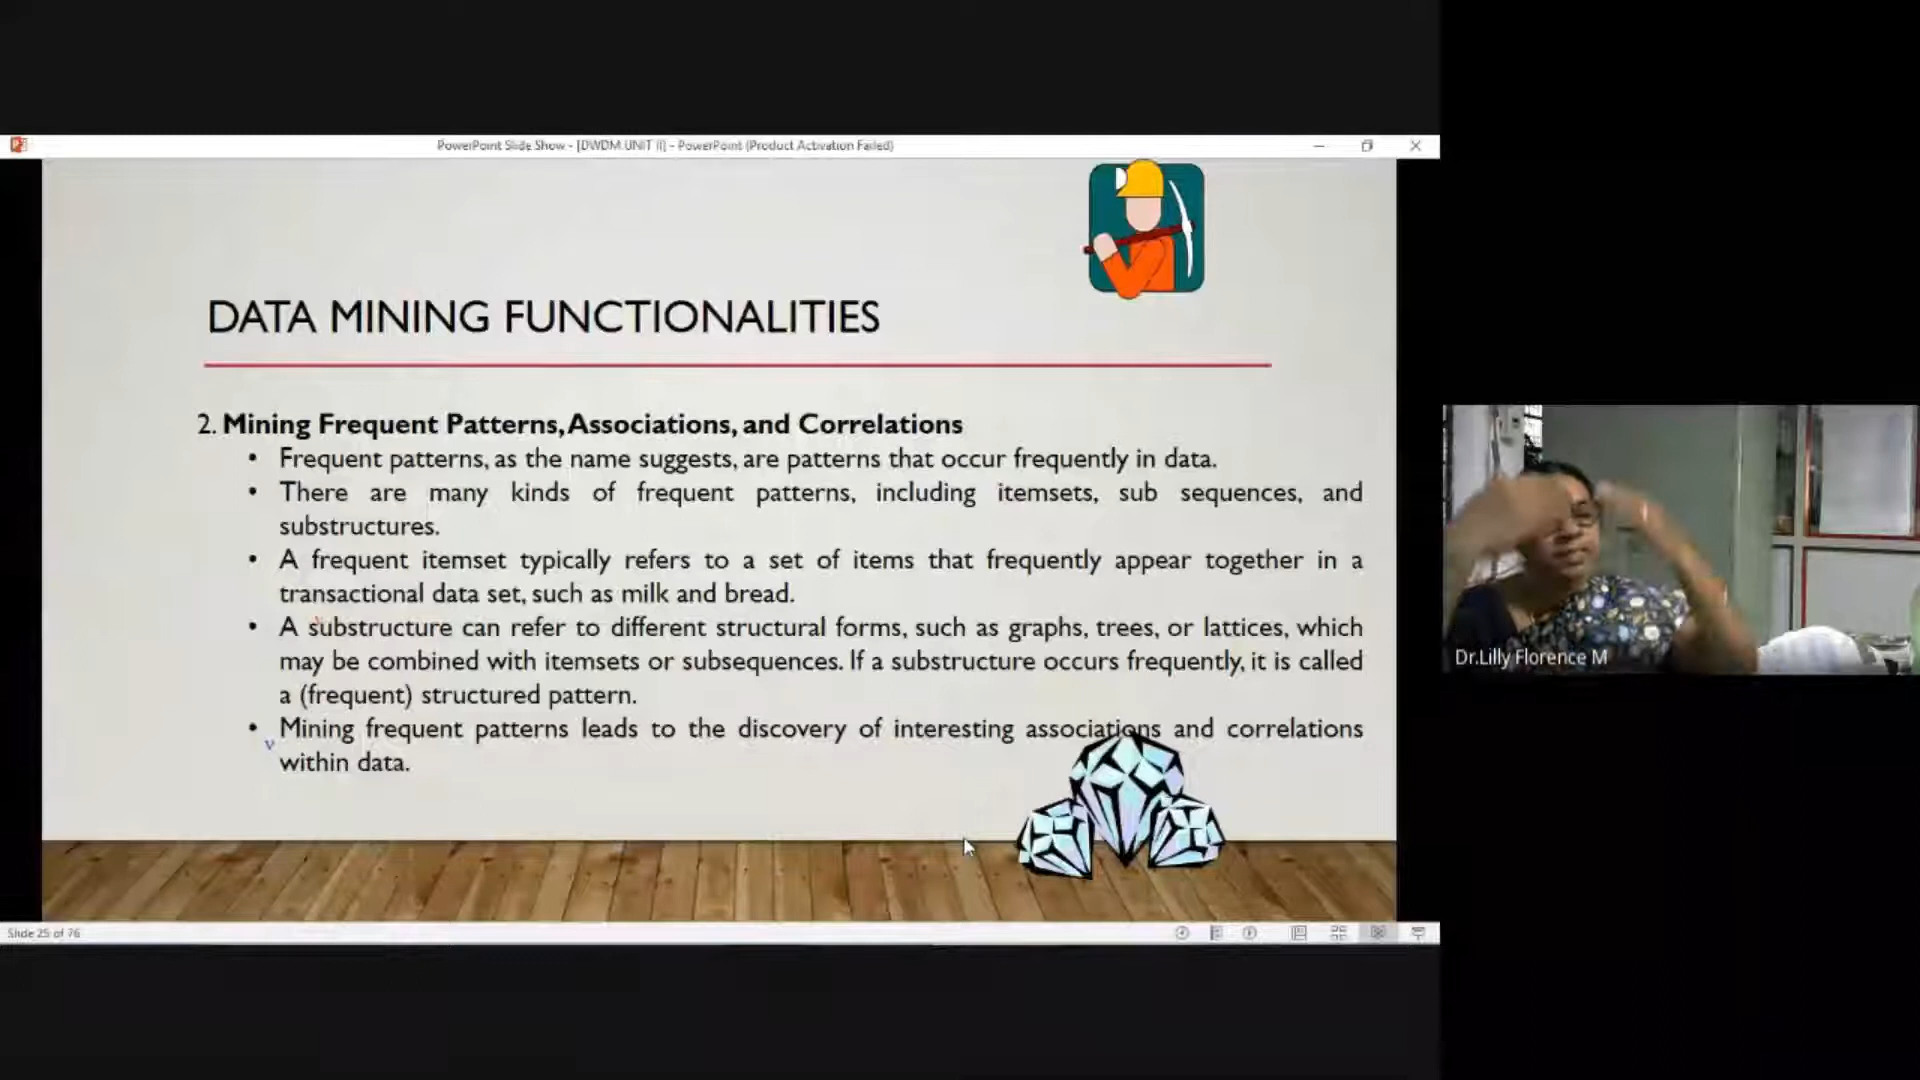 PowerPoint Slide Show - [DWDM UNIT II] - PowerPoint (Product Activation Failed)
DATA MINING FUNCTIONALITIES
2. Mining Frequent Patterns, Associations, and Correlations
• Frequent patterns, as the name suggests, are patterns that occur frequently in data.
• There are many kinds of frequent patterns, including itemsets, sub sequences, and
substructures.
• A frequent itemset typically refers to a set of items that frequently appear together in a
transactional data set, such as milk and bread.
• A substructure can refer to different structural forms, such as graphs, trees, or lattices, which
may be combined with itemsets or subsequences. If a substructure occurs frequently, it is called
a (frequent) structured pattern.
• Mining frequent patterns leads to the discovery of interesting associations and correlations
v
within data.
Dr.Lilly Florence M
Slide 25 of 76